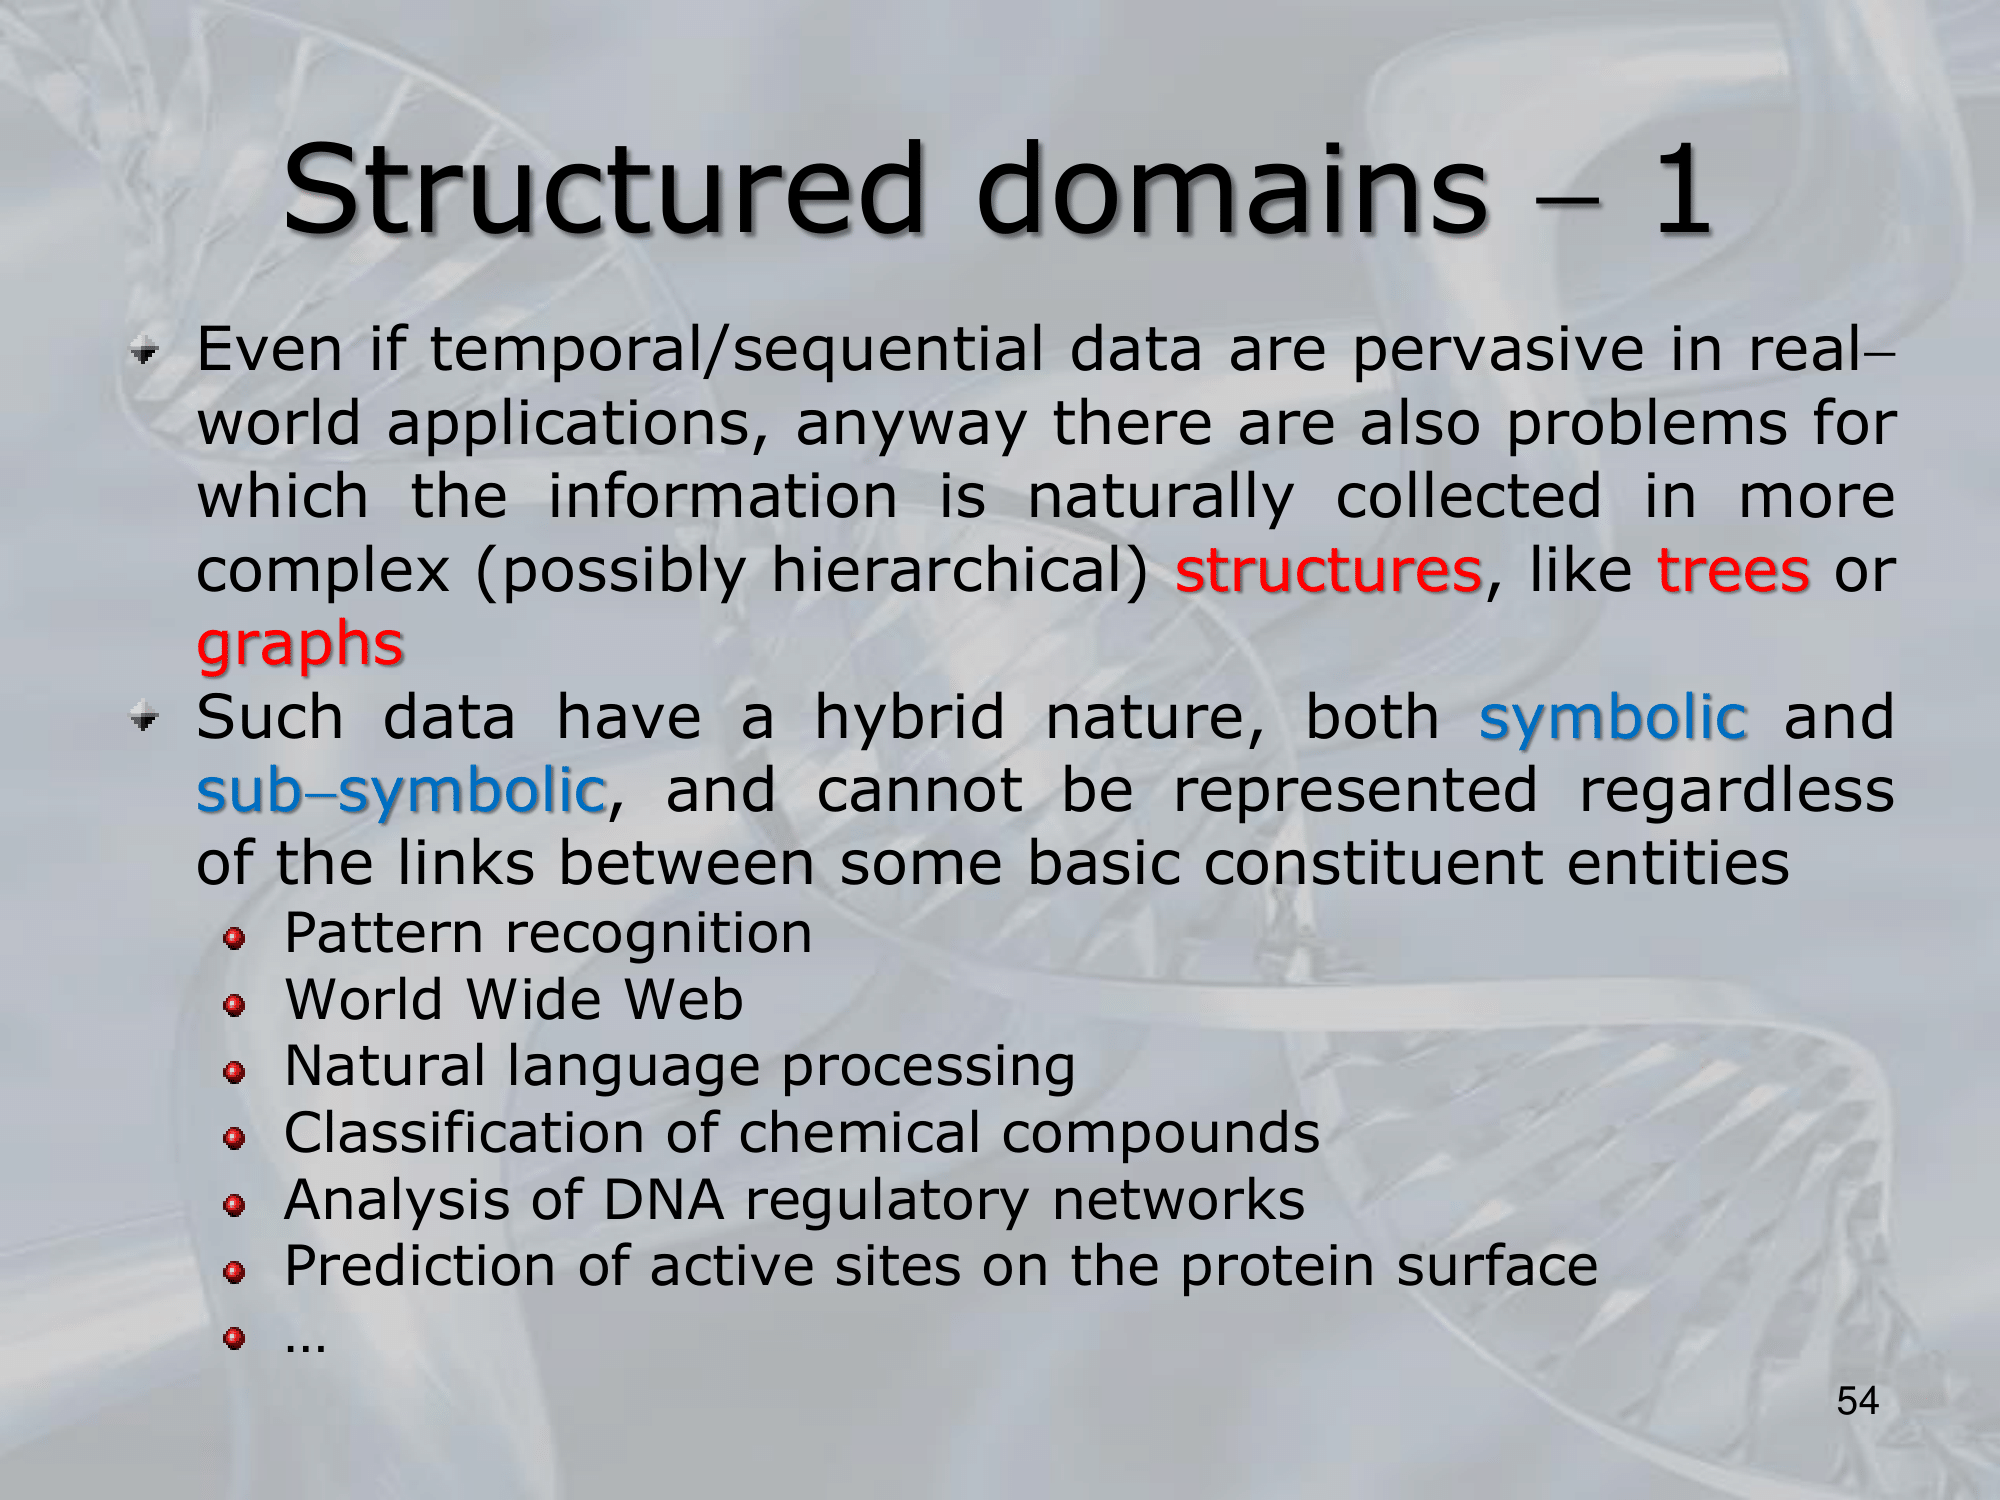 Structured domains – 1
Even if temporal/sequential data are pervasive in real–
world applications, anyway there are also problems for
which the information is naturally collected in more
complex (possibly hierarchical) structures, like trees or
graphs
Such data have a hybrid nature, both symbolic and
sub–symbolic, and cannot be represented regardless
of the links between some basic constituent entities
Pattern recognition
World Wide Web
Natural language processing
Classification of chemical compounds
Analysis of DNA regulatory networks
Prediction of active sites on the protein surface
…
54